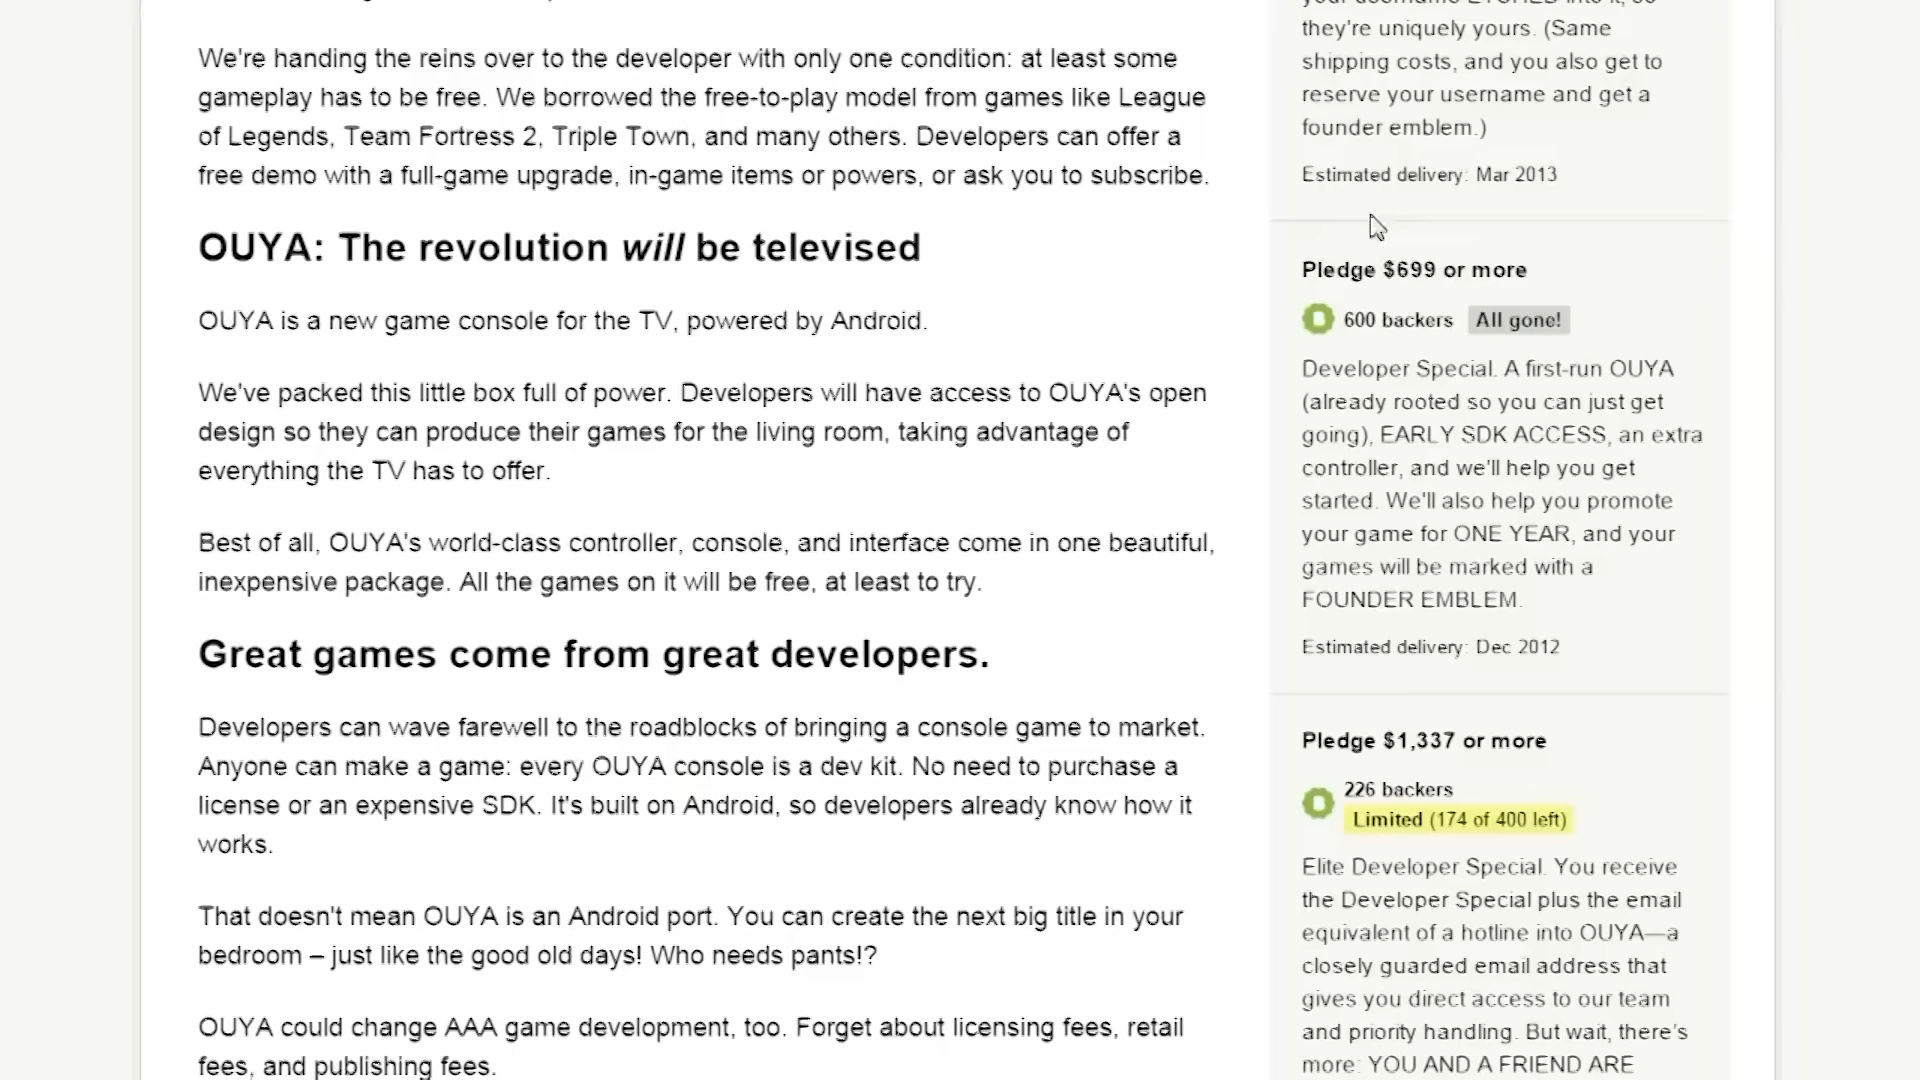 We're handing the reins over to the developer with only one condition: at least some
gameplay has to be free. We borrowed the free-to-play model from games like League
of Legends, Team Fortress 2, Triple Town, and many others. Developers can offer a
free demo with a full-game upgrade, in-game items or powers, or ask you to subscribe.
OUYA: The revolution will be televised
OUYA is a new game console for the TV, powered by Android.
We've packed this little box full of power. Developers will have access to OUYA's open
design so they can produce their games for the living room, taking advantage of
everything the TV has to offer.
Best of all, OUYA's world-class controller, console, and interface come in one beautiful,
inexpensive package. All the games on it will be free, at least to try.
Great games come from great developers.
Developers can wave farewell to the roadblocks of bringing a console game to market.
Anyone can make a game: every OUYA console is a dev kit. No need to purchase a
license or an expensive SDK. It's built on Android, so developers already know how it
works.
That doesn't mean OUYA is an Android port. You can create the next big title in your
bedroom – just like the good old days! Who needs pants!?
OUYA could change AAA game development, too. Forget about licensing fees, retail
fees, and publishing fees.
your username ETCHED into it, so
they're uniquely yours. (Same
shipping costs, and you also get to
reserve your username and get a
founder emblem.)
Estimated delivery: Mar 2013
Pledge $699 or more
600 backers All gone!
Developer Special. A first-run OUYA
(already rooted so you can just get
going), EARLY SDK ACCESS, an extra
controller, and we'll help you get
started. We'll also help you promote
your game for ONE YEAR, and your
games will be marked with a
FOUNDER EMBLEM.
Estimated delivery: Dec 2012
Pledge $1,337 or more
226 backers
Limited (174 of 400 left)
Elite Developer Special. You receive
the Developer Special plus the email
equivalent of a hotline into OUYA—a
closely guarded email address that
gives you direct access to our team
and priority handling. But wait, there's
more: YOU AND A FRIEND ARE